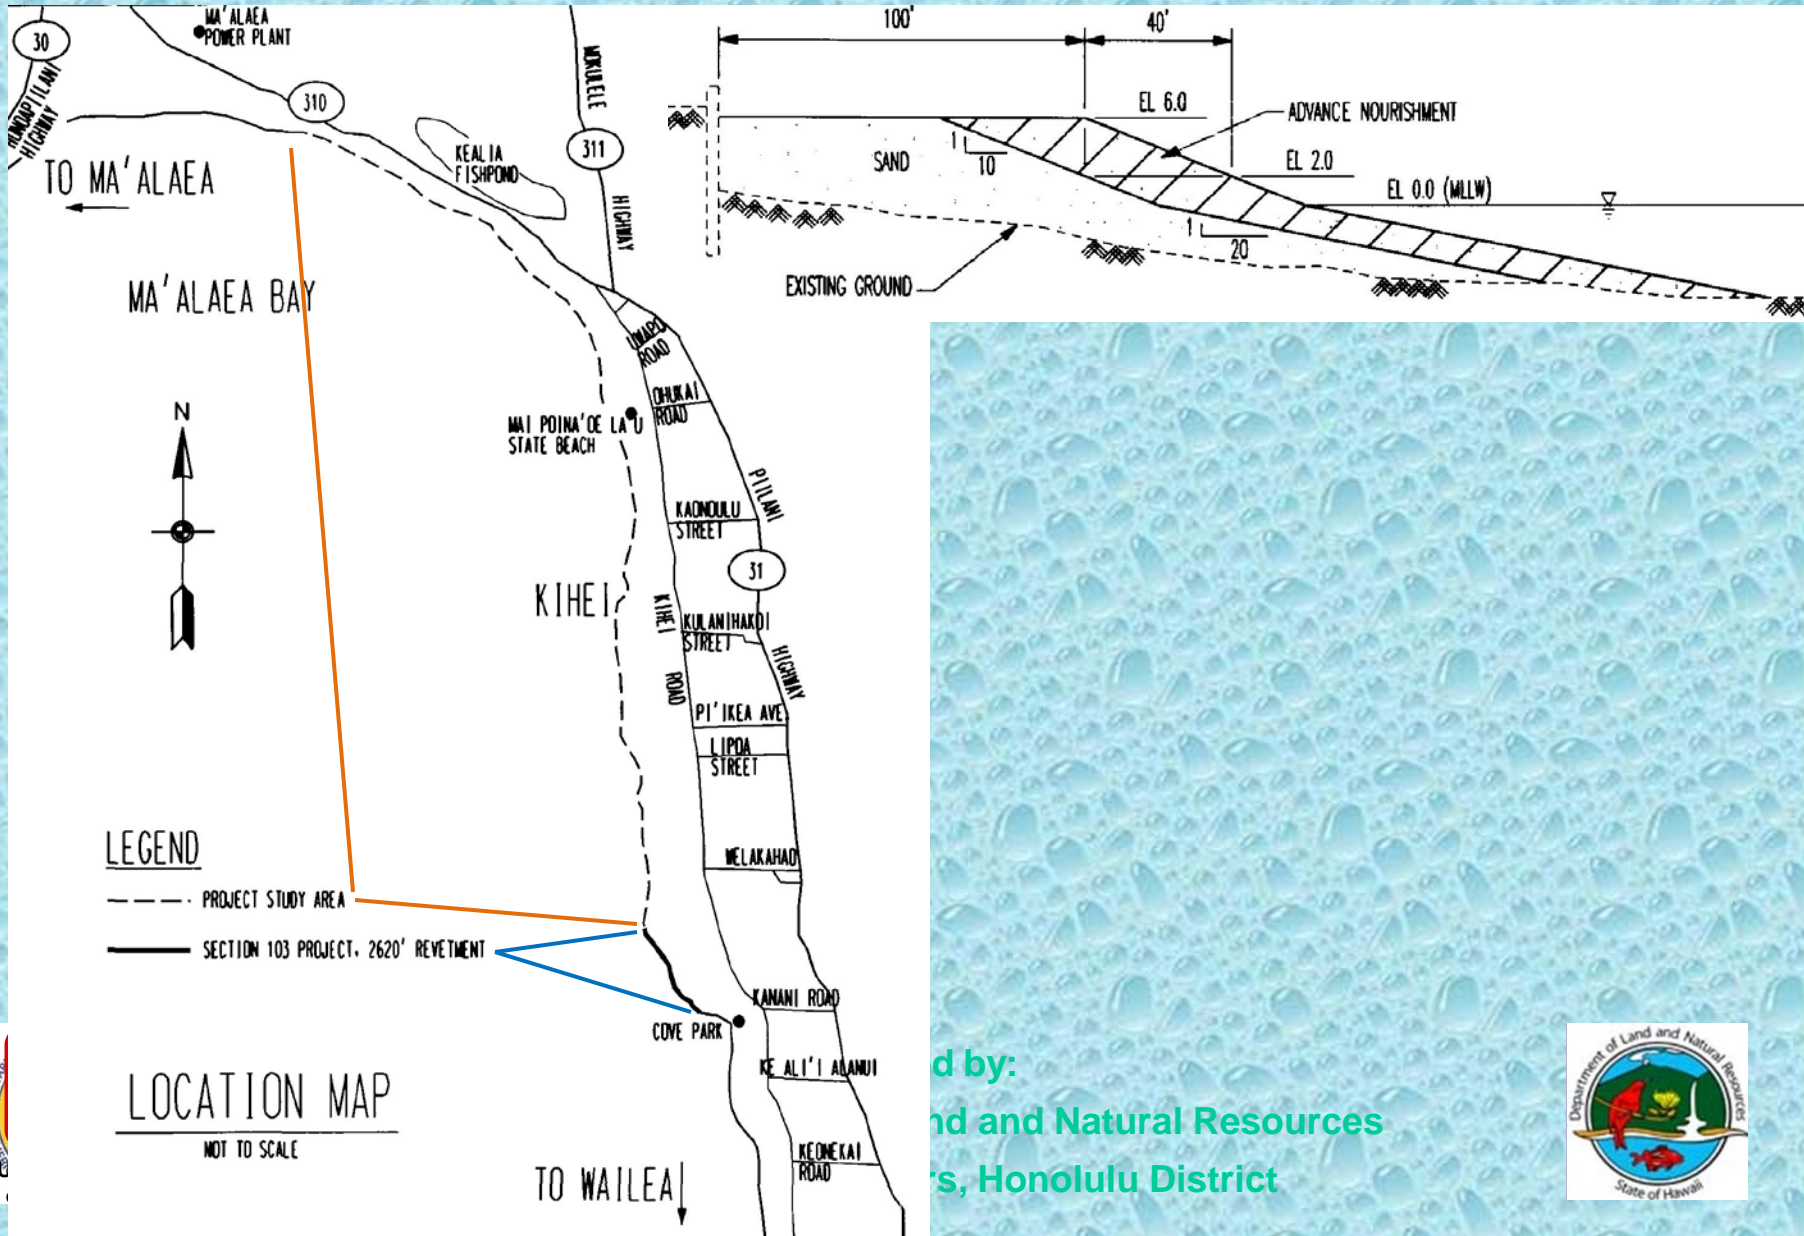 MA'ALAEA
POWER PLANT
30
HONOAPIILANI
HIGHWAY
310
MOKULELE
311
HIGHWAY
KEALIA
FISHPOND
TO MA'ALAEA
MA'ALAEA BAY
UWAPO
ROAD
OHUKAI
ROAD
N
MAI POINA'OE LA'U
STATE BEACH
KAONOULU
STREET
PIILANI
31
HIGHWAY
KIHEI
KIHEI
ROAD
KULANIHAKOI
STREET
PI'IKEA AVE
LIPOA
STREET
WELAKAHAO
LEGEND
PROJECT STUDY AREA
SECTION 103 PROJECT, 2620' REVETMENT
KANANI ROAD
COVE PARK
KE ALI'I ALANUI
KEONEKAI
ROAD
LOCATION MAP
NOT TO SCALE
TO WAILEA
100'
40'
EL 6.0
ADVANCE NOURISHMENT
SAND
1
10
EL 2.0
EL 0.0 (MLLW)
1
20
EXISTING GROUND
d by:
nd and Natural Resources
rs, Honolulu District
Department of Land and Natural Resources
State of Hawaii